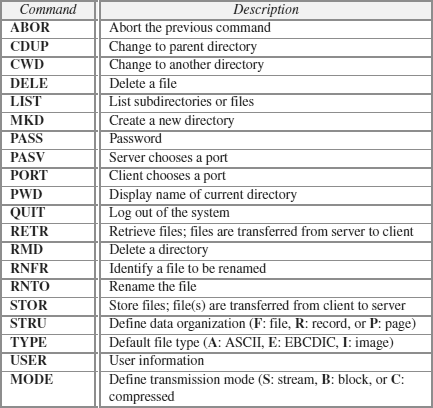 Command Description
ABOR Abort the previous command
CDUP Change to parent directory
CWD Change to another directory
DELE Delete a file
LIST List subdirectories or files
MKD Create a new directory
PASS Password
PASV Server chooses a port
PORT Client chooses a port
PWD Display name of current directory
QUIT Log out of the system
RETR Retrieve files; files are transferred from server to client
RMD Delete a directory
RNFR Identify a file to be renamed
RNTO Rename the file
STOR Store files; file(s) are transferred from client to server
STRU Define data organization (F: file, R: record, or P: page)
TYPE Default file type (A: ASCII, E: EBCDIC, I: image)
USER User information
MODE Define transmission mode (S: stream, B: block, or C:
compressed